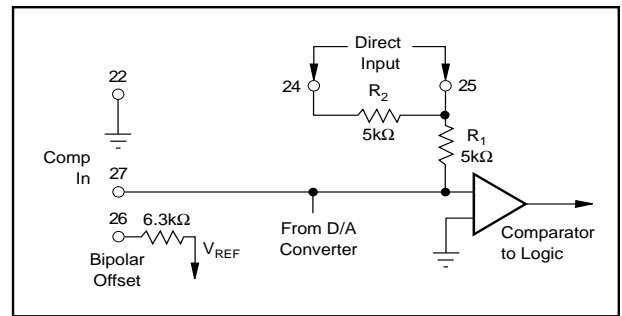 Direct
Input
22
24
25
R2
5kΩ
R1
5kΩ
Comp
In
27
26
6.3kΩ
VREF
Bipolar
Offset
From D/A
Converter
Comparator
to Logic